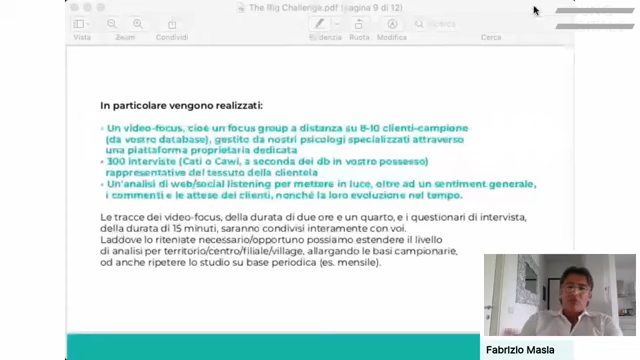 The Big Challenge.pdf (pagina 9 di 12)
Vista
Zoom
Condividi
Evidenzia
Ruota
Modifica
Ricerca
Cerca
In particolare vengono realizzati:
• Un video-focus, cioè un focus group a distanza su 8-10 clienti-campione
(da vostro database), gestito da nostri psicologi specializzati attraverso
una piattaforma proprietaria dedicata
• 300 interviste (Cati o Cawi, a seconda dei db in vostro possesso)
rappresentative del tessuto della clientela
• Un'analisi di web/social listening per mettere in luce, oltre ad un sentiment generale,
i commenti e le attese dei clienti, nonché la loro evoluzione nel tempo.
Le tracce dei video-focus, della durata di due ore e un quarto, e i questionari di intervista,
della durata di 15 minuti, saranno condivisi interamente con voi.
Laddove lo riteniate necessario/opportuno possiamo estendere il livello
di analisi per territorio/centro/filiale/village, allargando le basi campionarie,
od anche ripetere lo studio su base periodica (es. mensile).
Fabrizio Masia